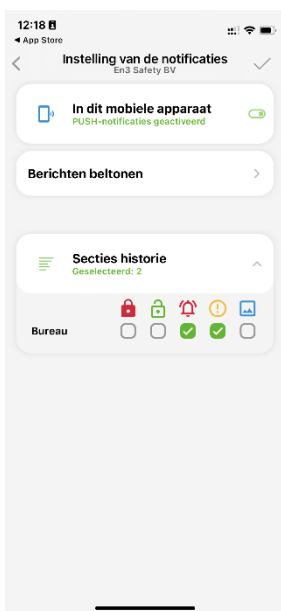 12:18
◀ App Store
Instelling van de notificaties
En3 Safety BV
In dit mobiele apparaat
PUSH-notificaties geactiveerd
Berichten beltonen
Secties historie
Geselecteerd: 2
Bureau